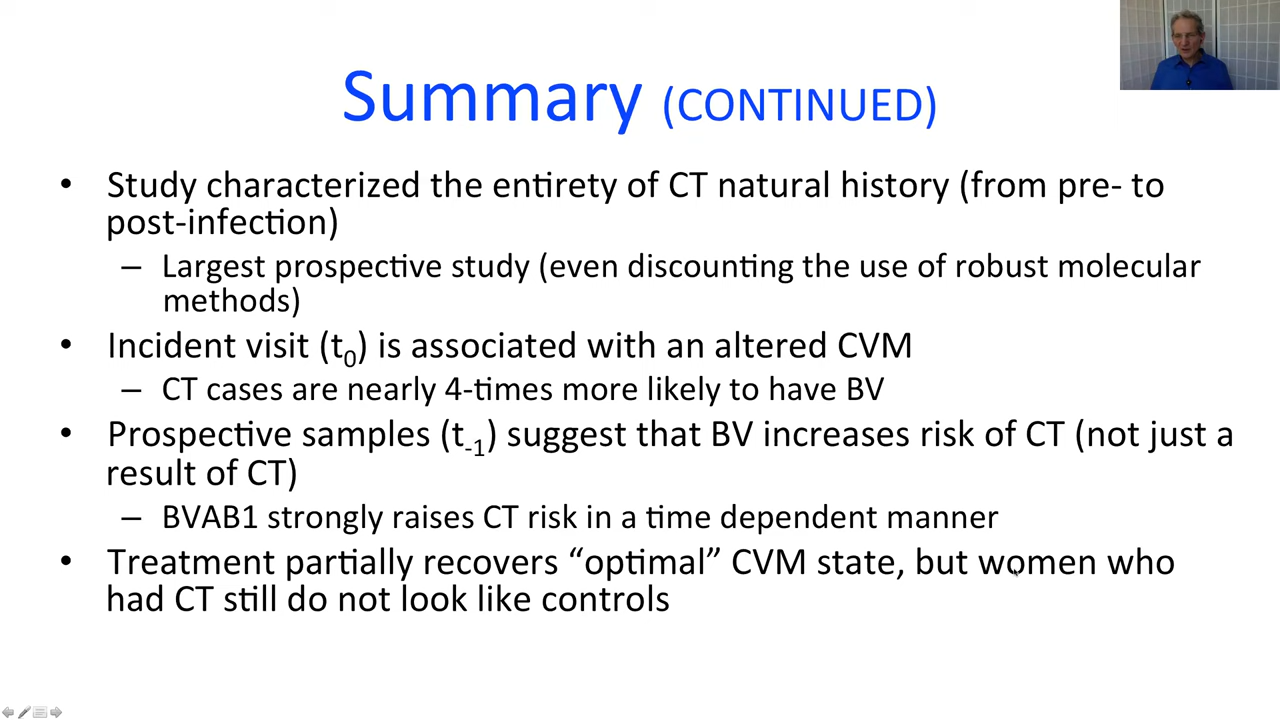 Summary (CONTINUED)
• Study characterized the entirety of CT natural history (from pre- to
post-infection)
– Largest prospective study (even discounting the use of robust molecular
methods)
• Incident visit (t0) is associated with an altered CVM
– CT cases are nearly 4-times more likely to have BV
• Prospective samples (t-1) suggest that BV increases risk of CT (not just a
result of CT)
– BVAB1 strongly raises CT risk in a time dependent manner
• Treatment partially recovers “optimal” CVM state, but women who
had CT still do not look like controls